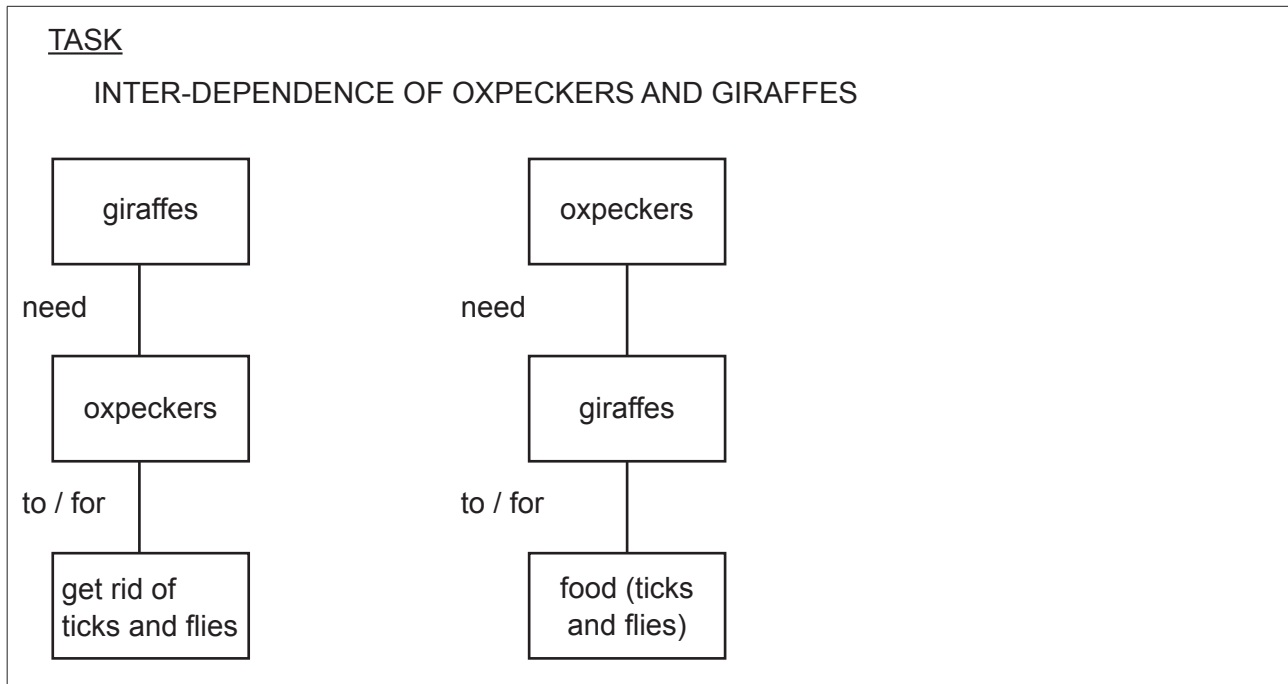 TASK
INTER-DEPENDENCE OF OXPECKERS AND GIRAFFES
giraffes
need
oxpeckers
to / for
get rid of
ticks and flies
oxpeckers
need
giraffes
to / for
food (ticks
and flies)